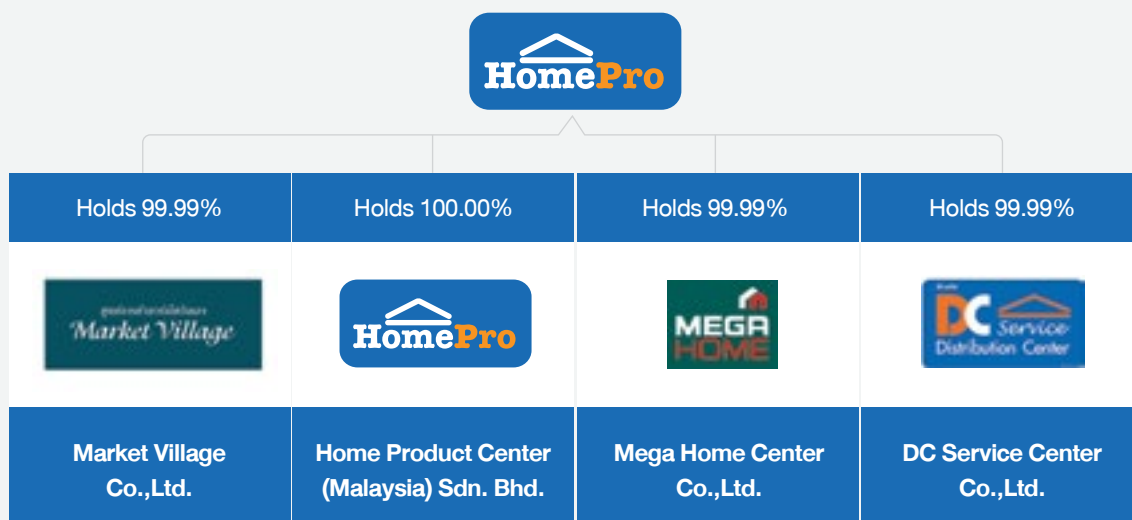 HomePro
Holds 99.99%
Holds 100.00%
Holds 99.99%
Holds 99.99%
Market Village
HomePro
MEGA
HOME
DC Service
Distribution Center
Market Village
Co.,Ltd.
Home Product Center
(Malaysia) Sdn. Bhd.
Mega Home Center
Co.,Ltd.
DC Service Center
Co.,Ltd.